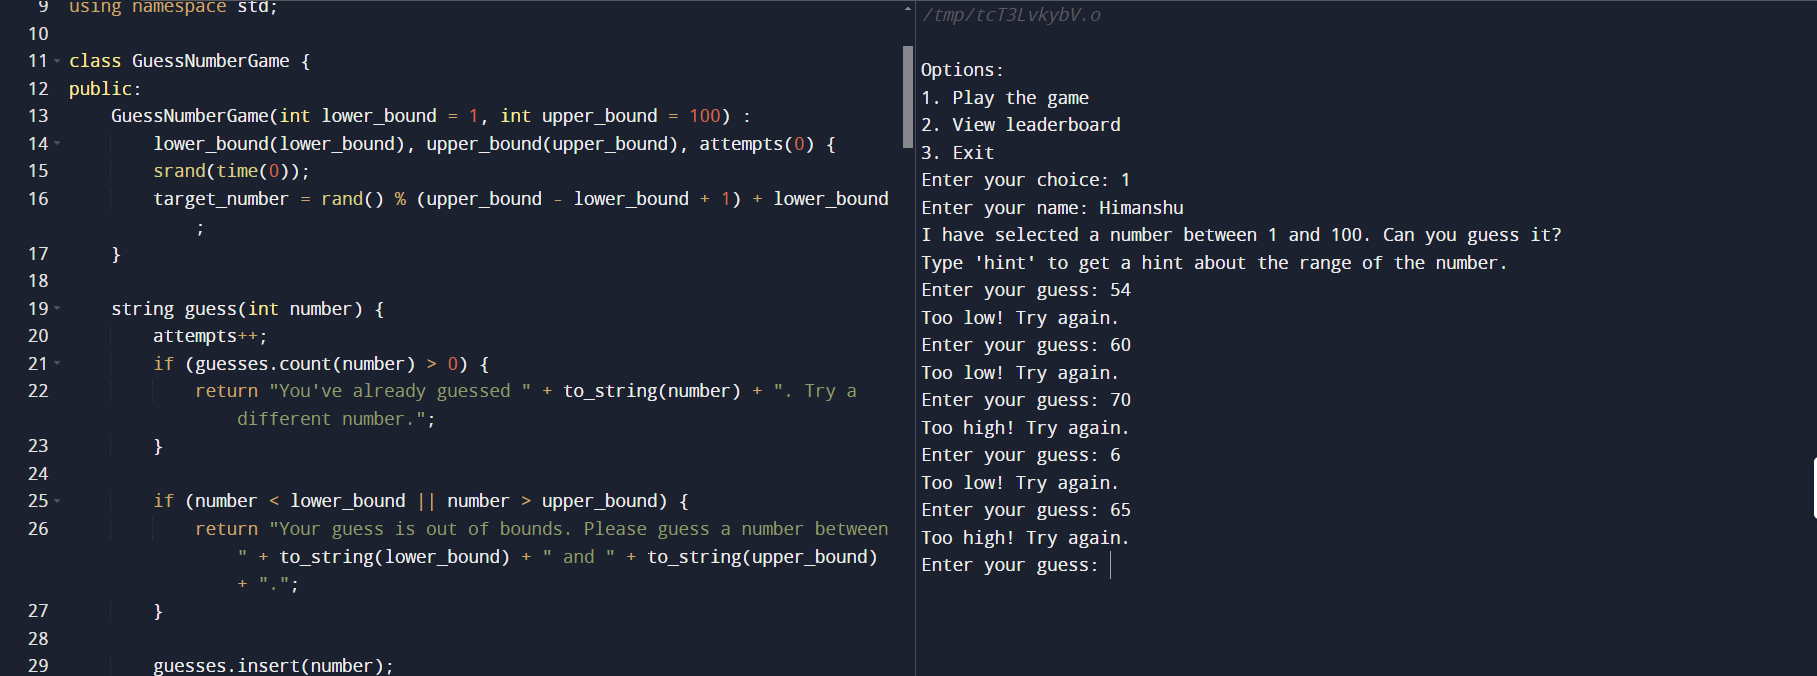 9 using namespace std;
10
11 class GuessNumberGame {
12 public:
13     GuessNumberGame(int lower_bound = 1, int upper_bound = 100) :
14         lower_bound(lower_bound), upper_bound(upper_bound), attempts(0) {
15         srand(time(0));
16         target_number = rand() % (upper_bound - lower_bound + 1) + lower_bound
            ;
17     }
18
19     string guess(int number) {
20         attempts++;
21         if (guesses.count(number) > 0) {
22             return "You've already guessed " + to_string(number) + ". Try a
                different number.";
23         }
24
25         if (number < lower_bound || number > upper_bound) {
26             return "Your guess is out of bounds. Please guess a number between
                " + to_string(lower_bound) + " and " + to_string(upper_bound)
                + ".";
27         }
28
29         guesses.insert(number);
/tmp/tcT3LvkybV.o
Options:
1. Play the game
2. View leaderboard
3. Exit
Enter your choice: 1
Enter your name: Himanshu
I have selected a number between 1 and 100. Can you guess it?
Type 'hint' to get a hint about the range of the number.
Enter your guess: 54
Too low! Try again.
Enter your guess: 60
Too low! Try again.
Enter your guess: 70
Too high! Try again.
Enter your guess: 6
Too low! Try again.
Enter your guess: 65
Too high! Try again.
Enter your guess: